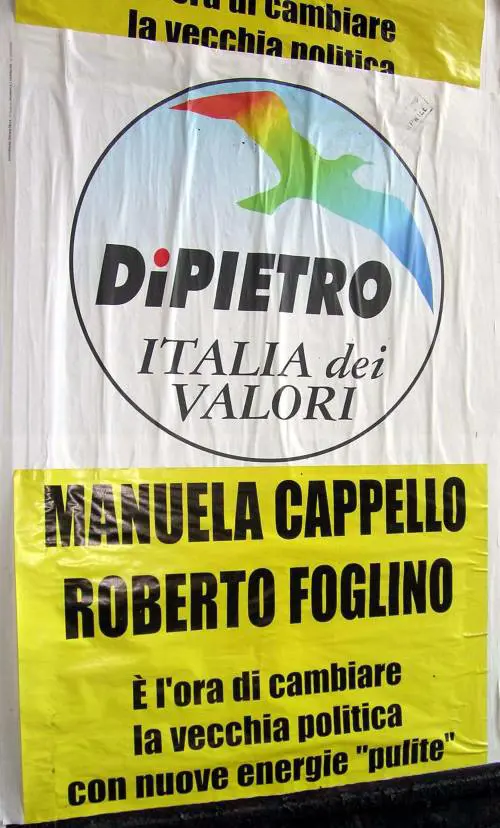 l'ora di cambiare
la vecchia politica
DiPIETRO
ITALIA dei
VALORI
MANUELA CAPPELLO
ROBERTO FOGLINO
È l'ora di cambiare
la vecchia politica
con nuove energie "pulite"